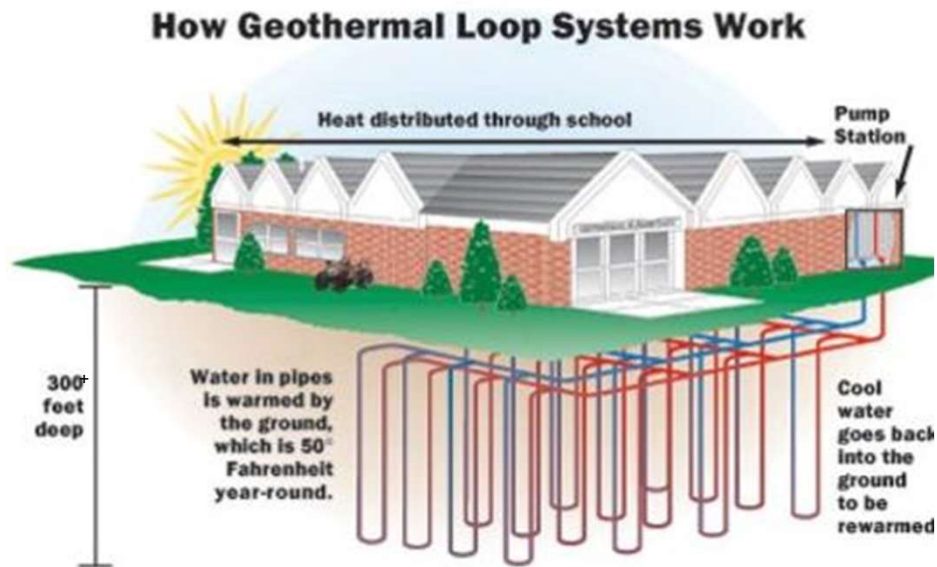 How Geothermal Loop Systems Work
Heat distributed through school
Pump
Station
300
feet
deep
Water in pipes
is warmed by
the ground,
which is 50°
Fahrenheit
year-round.
Cool
water
goes back
into the
ground
to be
rewarmed